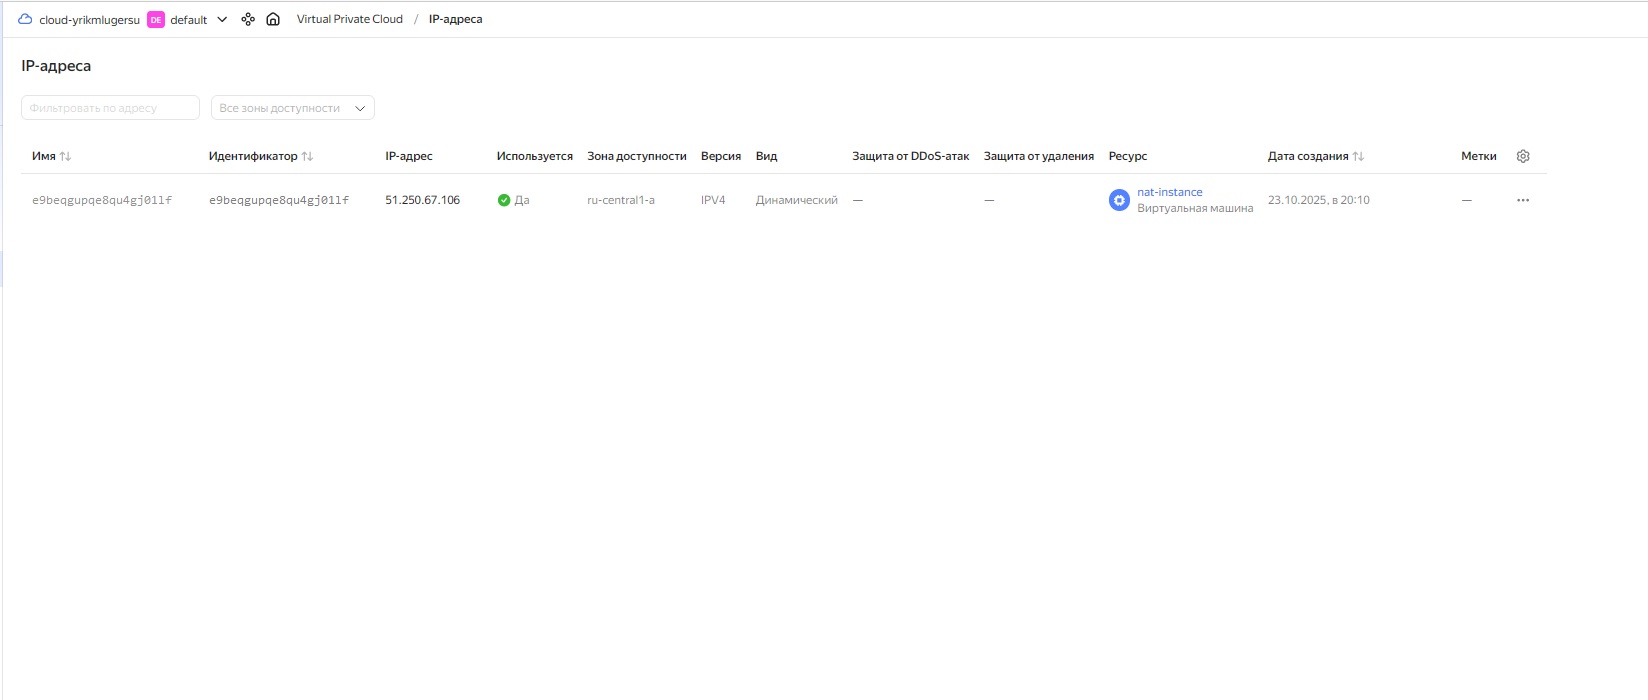 cloud-yrikmlugersu DE default Virtual Private Cloud / IP-адреса
IP-адреса
Фильтровать по адресу Все зоны доступности
Имя Идентификатор IP-адрес Используется Зона доступности Версия Вид Защита от DDoS-атак Защита от удаления Ресурс Дата создания Метки
e9beqgupqe8qu4gj01lf e9beqgupqe8qu4gj01lf 51.250.67.106 Да ru-central1-a IPV4 Динамический — — nat-instance 23.10.2025, в 20:10 —
Виртуальная машина